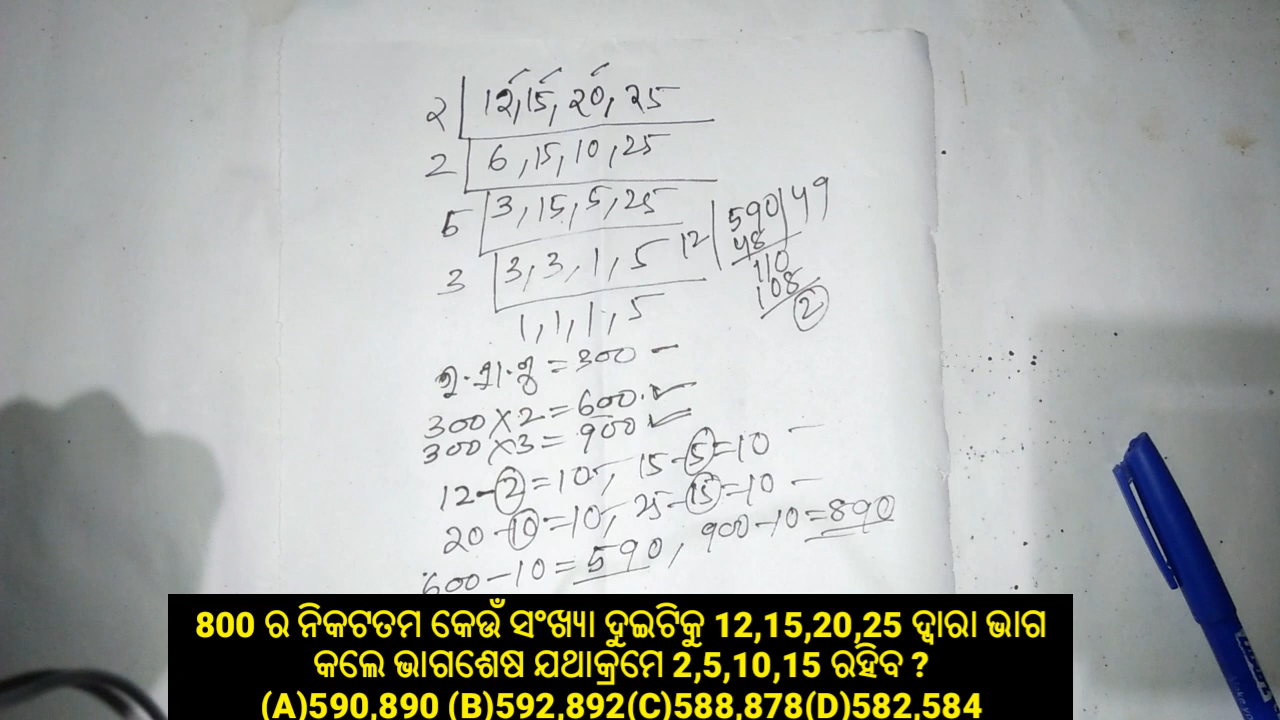 2 | 12, 15, 20, 25
2 | 6, 15, 10, 25
5 | 3, 15, 5, 25
3 | 3, 3, 1, 5
1, 1, 1, 5
12 | 590 | 49
48
110
108
2
ଲ.ସା.ଗୁ = 300
300 × 2 = 600
300 × 3 = 900
12 - 2 = 10, 15 - 5 = 10
20 - 10 = 10, 25 - 15 = 10
600 - 10 = 590, 900 - 10 = 890
800 ର ନିକଟତମ କେଉଁ ସଂଖ୍ୟା ଦୁଇଟିକୁ 12,15,20,25 ଦ୍ୱାରା ଭାଗ
କଲେ ଭାଗଶେଷ ଯଥାକ୍ରମେ 2,5,10,15 ରହିବ ?
(A)590,890 (B)592,892(C)588,878(D)582,584